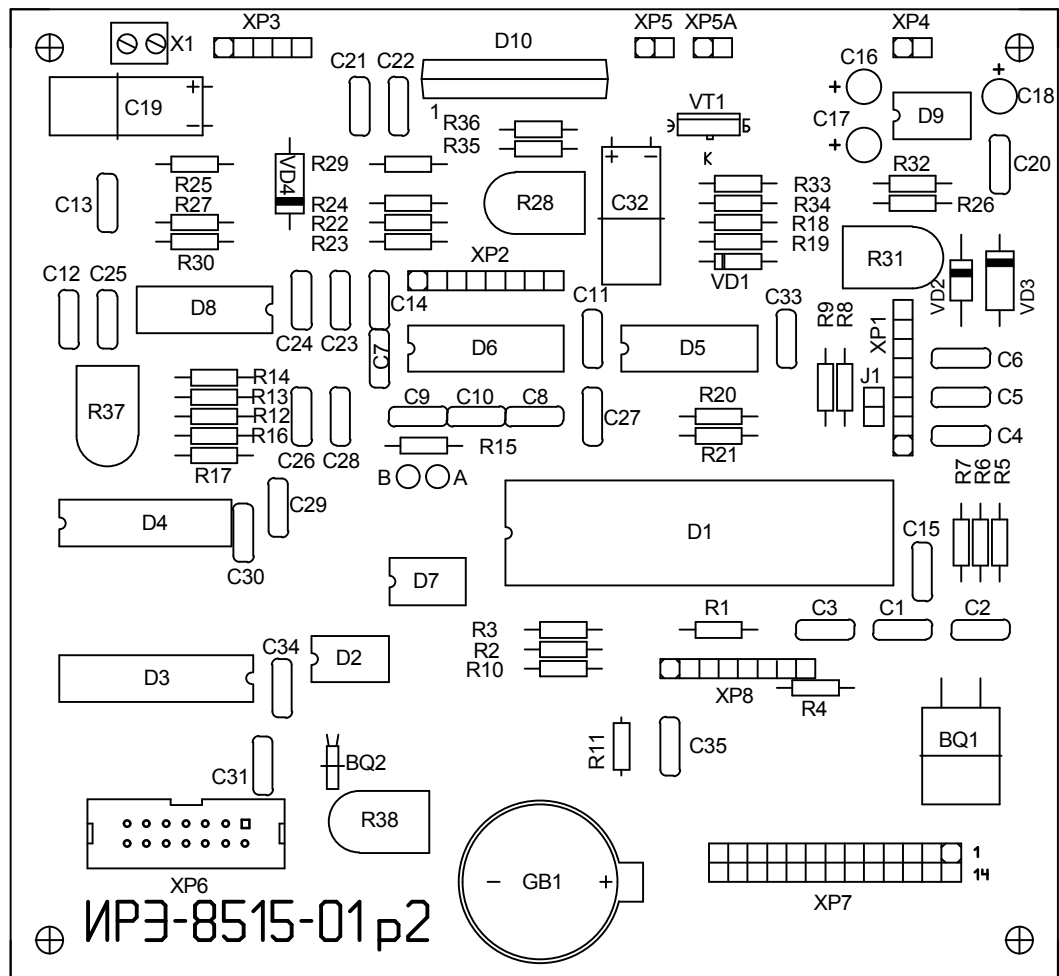 XP3
XP5 XP5A
XP4
X1
D10
C21 C22
C16
C19
+
−
C18
+
1
R36
R35
VT1
Э Б
К
C17
+
+
D9
C20
R25
R27
R30
VD4
R29
R24
R22
R23
R28
+ −
C32
R33
R34
R18
R19
VD1
R32
R26
C13
XP2
R31
VD2
VD3
C12 C25
D8
C24 C23
C14
C7
D6
C11
D5
C33
R9 R8
XP1
J1
C6
C5
C4
R37
R14
R13
R12
R16
R17
C26 C28
C9 C10 C8
R15
B A
C27
R20
R21
R7 R6 R5
D4
C29
C30
D7
D1
C15
R3
R2
R10
R1
C3 C1 C2
C34
D3
D2
XP8
R4
R11
C35
BQ1
C31
BQ2
R38
XP6
− GB1 +
1
14
XP7
ИРЭ-8515-01 р2